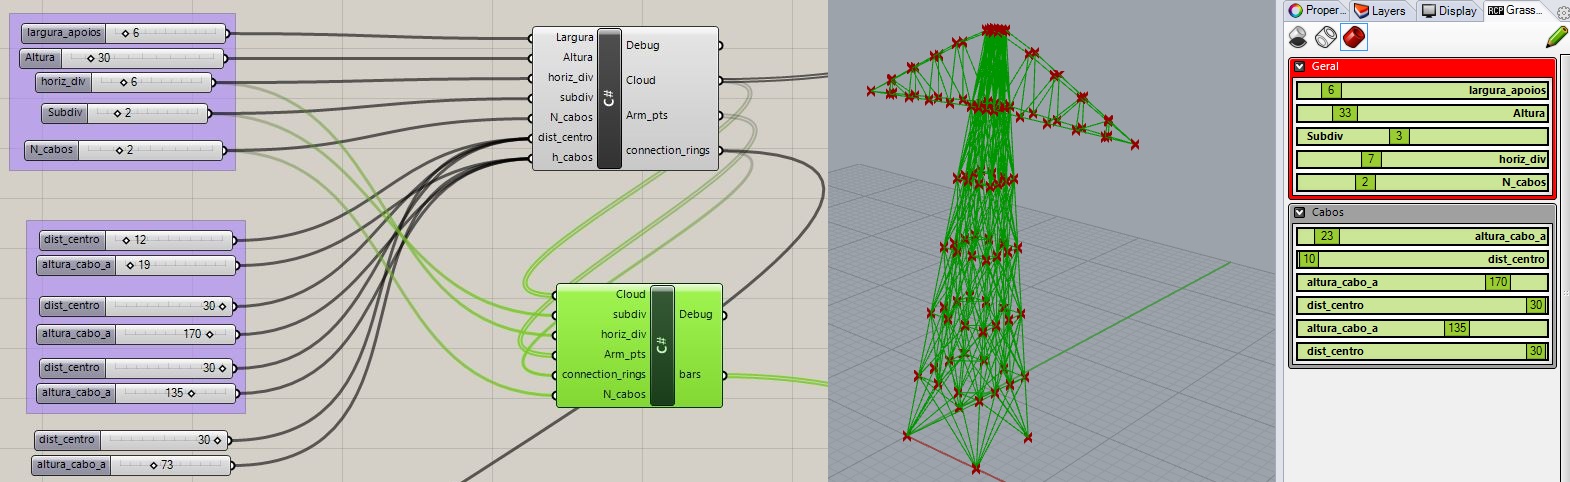 largura_apoios 6
Altura 30
horiz_div 6
Subdiv 2
N_cabos 2
dist_centro 12
altura_cabo_a 19
dist_centro 30
altura_cabo_a 170
dist_centro 30
altura_cabo_a 135
dist_centro 30
altura_cabo_a 73
Largura
Altura
horiz_div
subdiv
N_cabos
dist_centro
h_cabos
C#
Debug
Cloud
Arm_pts
connection_rings
Cloud
subdiv
horiz_div
Arm_pts
connection_rings
N_cabos
C#
Debug
bars
Proper... Layers Display RCP Grass...
Geral
6 largura_apoios
33 Altura
Subdiv 3
7 horiz_div
2 N_cabos
Cabos
23 altura_cabo_a
10 dist_centro
altura_cabo_a 170
dist_centro 30
altura_cabo_a 135
dist_centro 30